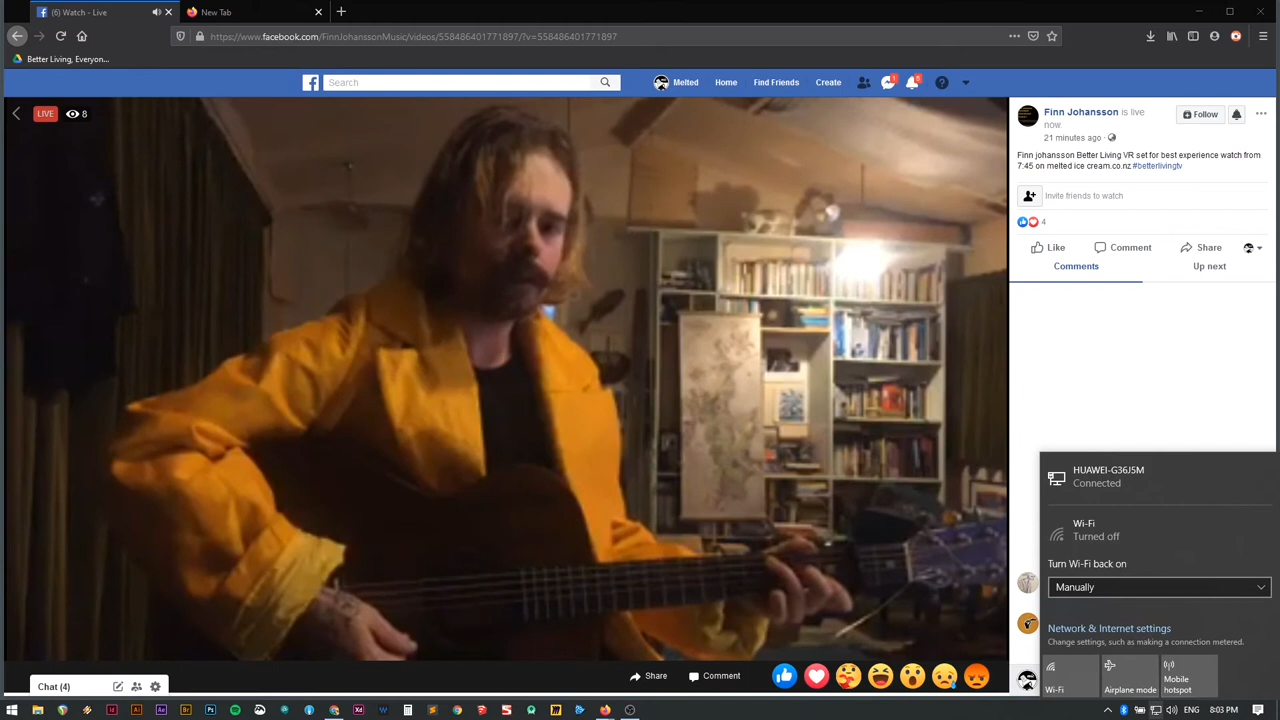 (6) Watch - Live
New Tab
https://www.facebook.com/FinnJohanssonMusic/videos/558486401771897/?v=558486401771897
Better Living, Everyon...
Search
Melted
Home
Find Friends
Create
1
5
LIVE
8
Finn Johansson is live
now.
Follow
21 minutes ago ·
Finn johansson Better Living VR set for best experience watch from
7:45 on melted ice cream.co.nz #betterlivingtv
Invite friends to watch
4
Like
Comment
Share
Comments
Up next
HUAWEI-G36J5M
Connected
Wi-Fi
Turned off
Turn Wi-Fi back on
Manually
Network & Internet settings
Change settings, such as making a connection metered.
Wi-Fi
Airplane mode
Mobile
hotspot
Share
Comment
Chat (4)
ENG
8:03 PM